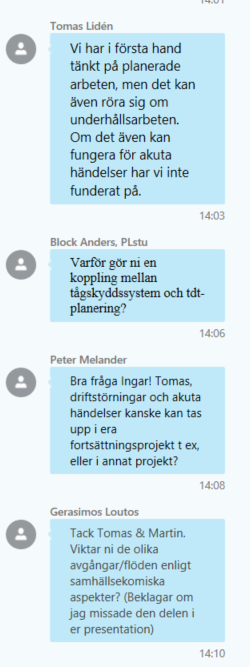 14:01
Tomas Lidén
Vi har i första hand
tänkt på planerade
arbeten, men det kan
även röra sig om
underhållsarbeten.
Om det även kan
fungera för akuta
händelser har vi inte
funderat på.
14:03
Block Anders, PLstu
Varför gör ni en
koppling mellan
tågskyddssystem och tdt-
planering?
14:06
Peter Melander
Bra fråga Ingar! Tomas,
driftstörningar och akuta
händelser kanske kan tas
upp i era
fortsättningsprojekt t ex,
eller i annat projekt?
14:08
Gerasimos Loutos
Tack Tomas & Martin.
Viktar ni de olika
avgångar/flöden enligt
samhällsekomiska
aspekter? (Beklagar om
jag missade den delen i
er presentation)
14:10